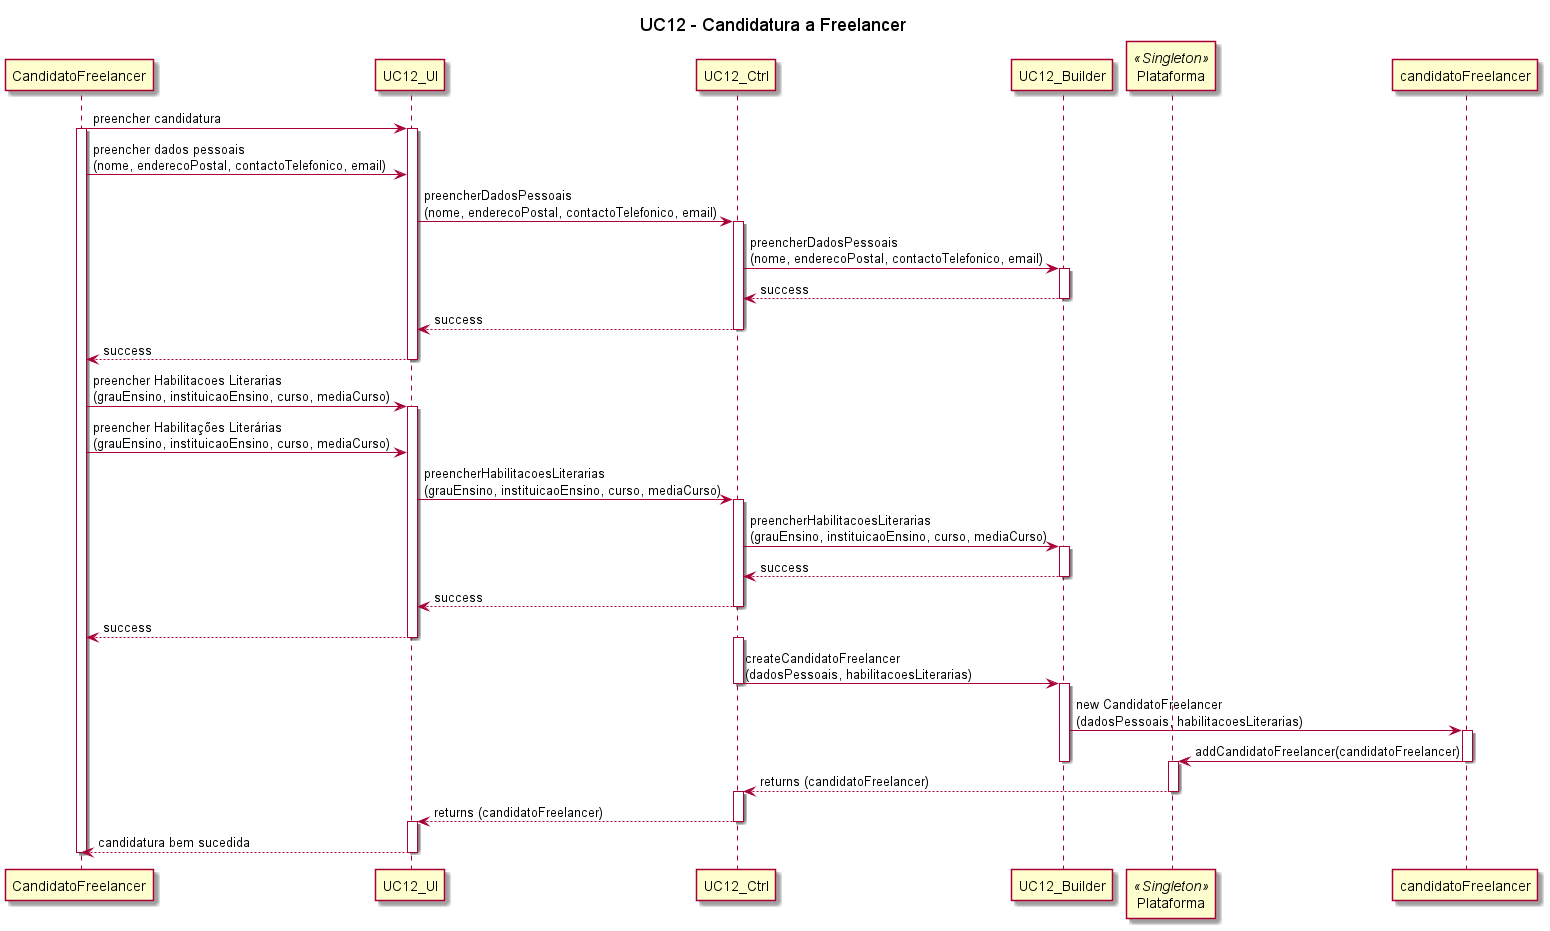 UC12 - Candidatura a Freelancer
CandidatoFreelancer
UC12_UI
UC12_Ctrl
UC12_Builder
«Singleton»
Plataforma
candidatoFreelancer
preencher candidatura
preencher dados pessoais
(nome, enderecoPostal, contactoTelefonico, email)
preencherDadosPessoais
(nome, enderecoPostal, contactoTelefonico, email)
preencherDadosPessoais
(nome, enderecoPostal, contactoTelefonico, email)
success
success
success
preencher Habilitacoes Literarias
(grauEnsino, instituicaoEnsino, curso, mediaCurso)
preencher Habilitações Literárias
(grauEnsino, instituicaoEnsino, curso, mediaCurso)
preencherHabilitacoesLiterarias
(grauEnsino, instituicaoEnsino, curso, mediaCurso)
preencherHabilitacoesLiterarias
(grauEnsino, instituicaoEnsino, curso, mediaCurso)
success
success
success
createCandidatoFreelancer
(dadosPessoais, habilitacoesLiterarias)
new CandidatoFreelancer
(dadosPessoais, habilitacoesLiterarias)
addCandidatoFreelancer(candidatoFreelancer)
returns (candidatoFreelancer)
returns (candidatoFreelancer)
candidatura bem sucedida
CandidatoFreelancer
UC12_UI
UC12_Ctrl
UC12_Builder
«Singleton»
Plataforma
candidatoFreelancer